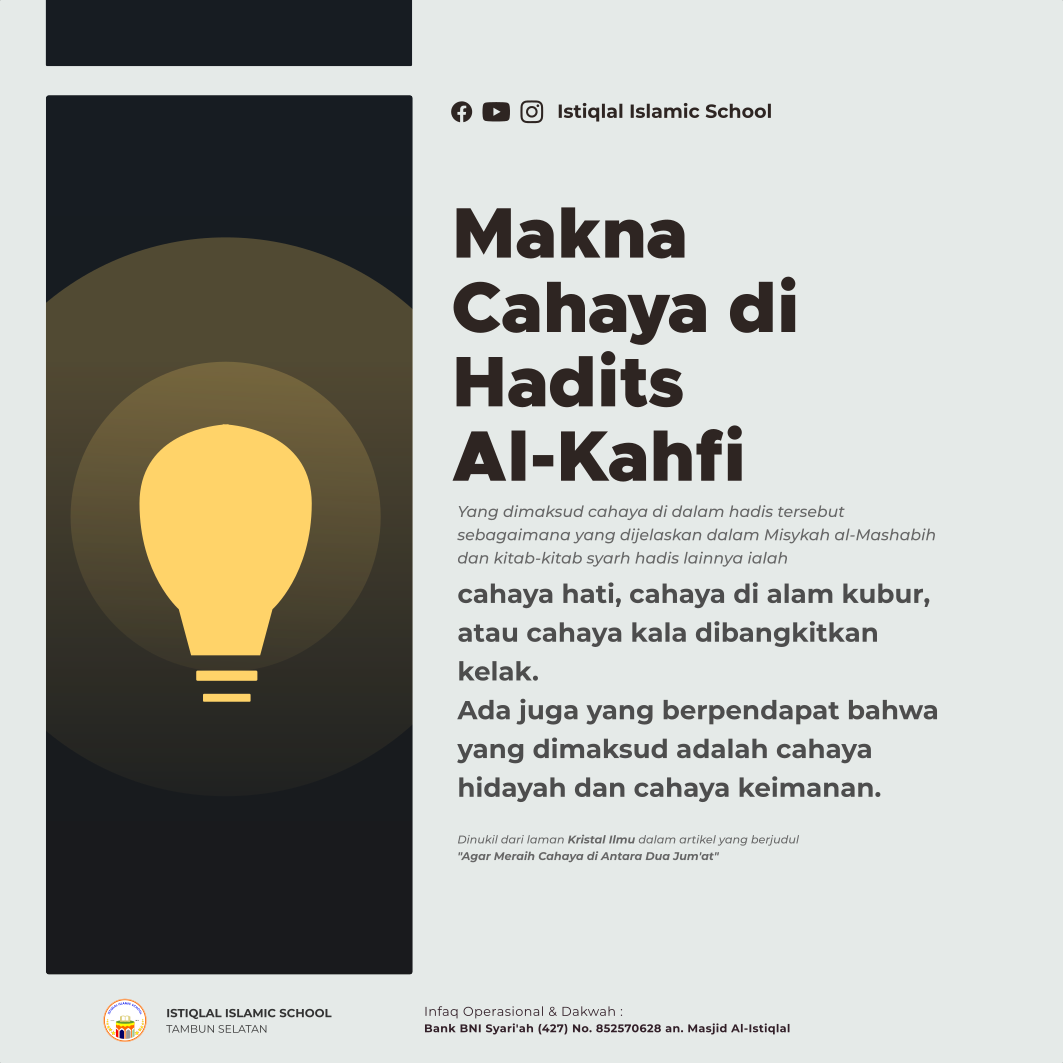 Istiqlal Islamic School
Makna
Cahaya di
Hadits
Al-Kahfi
Yang dimaksud cahaya di dalam hadis tersebut
sebagaimana yang dijelaskan dalam Misykah al-Mashabih
dan kitab-kitab syarh hadis lainnya ialah
cahaya hati, cahaya di alam kubur,
atau cahaya kala dibangkitkan
kelak.
Ada juga yang berpendapat bahwa
yang dimaksud adalah cahaya
hidayah dan cahaya keimanan.
Dinukil dari laman Kristal Ilmu dalam artikel yang berjudul
"Agar Meraih Cahaya di Antara Dua Jum'at"
ISTIQLAL ISLAMIC SCHOOL
TAMBUN SELATAN
Infaq Operasional & Dakwah :
Bank BNI Syari'ah (427) No. 852570628 an. Masjid Al-Istiqlal